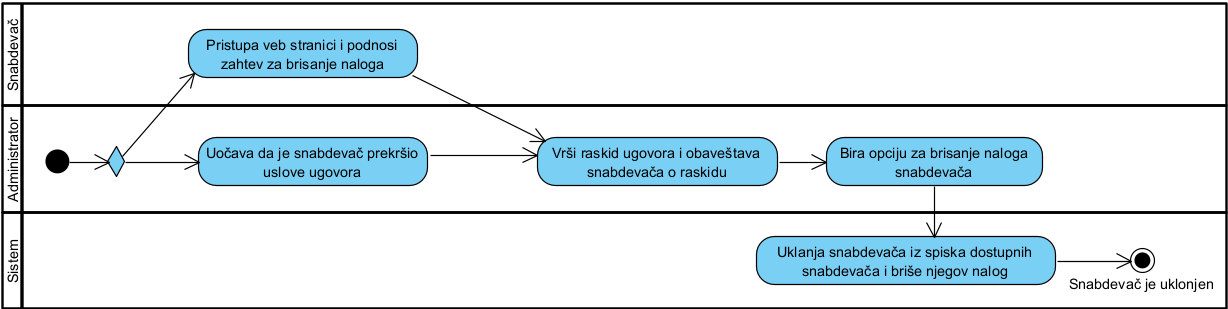 Snabdevač
Pristupa veb stranici i podnosi
zahtev za brisanje naloga
Administrator
Uočava da je snabdevač prekršio
uslove ugovora
Vrši raskid ugovora i obaveštava
snabdevača o raskidu
Bira opciju za brisanje naloga
snabdevača
Sistem
Uklanja snabdevača iz spiska dostupnih
snabdevača i briše njegov nalog
Snabdevač je uklonjen